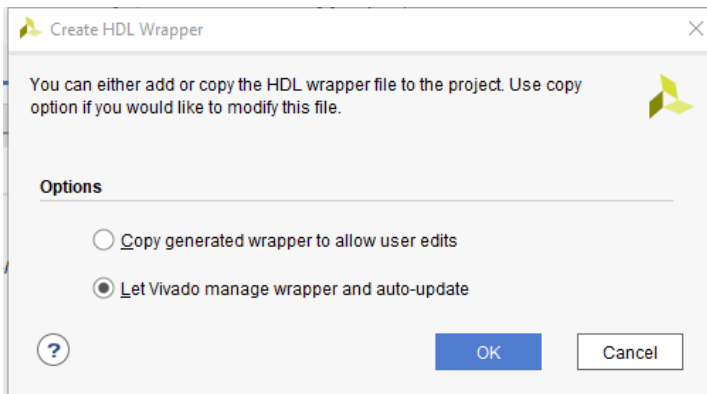 Create HDL Wrapper
You can either add or copy the HDL wrapper file to the project. Use copy
option if you would like to modify this file.
Options
Copy generated wrapper to allow user edits
Let Vivado manage wrapper and auto-update
?
OK
Cancel